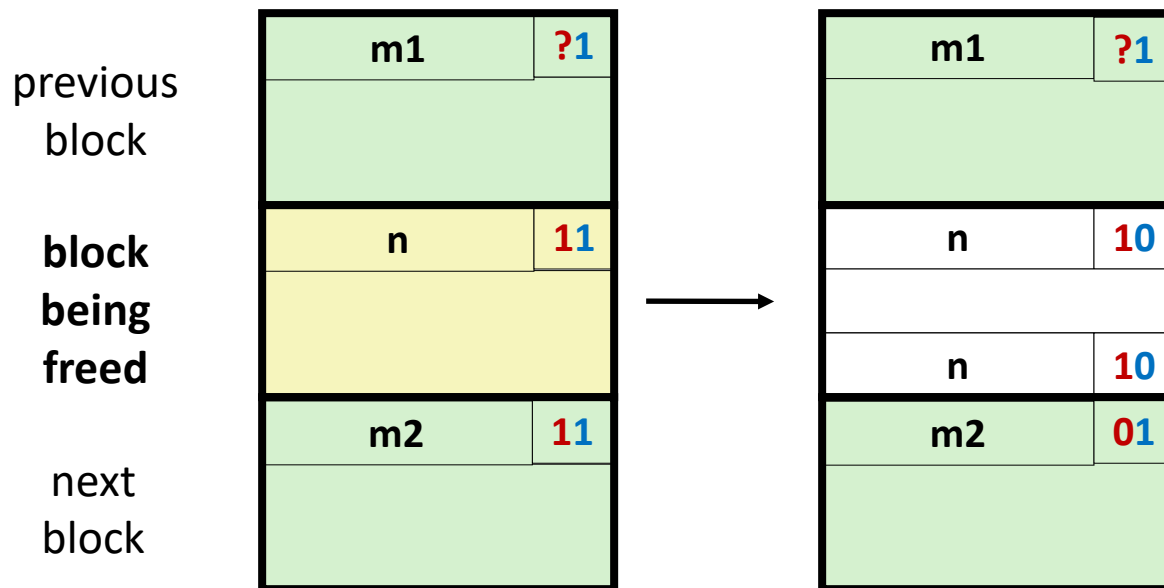 previous
block
m1 ?1
m1 ?1
block
being
freed
n 11
n 10
n 10
next
block
m2 11
m2 01